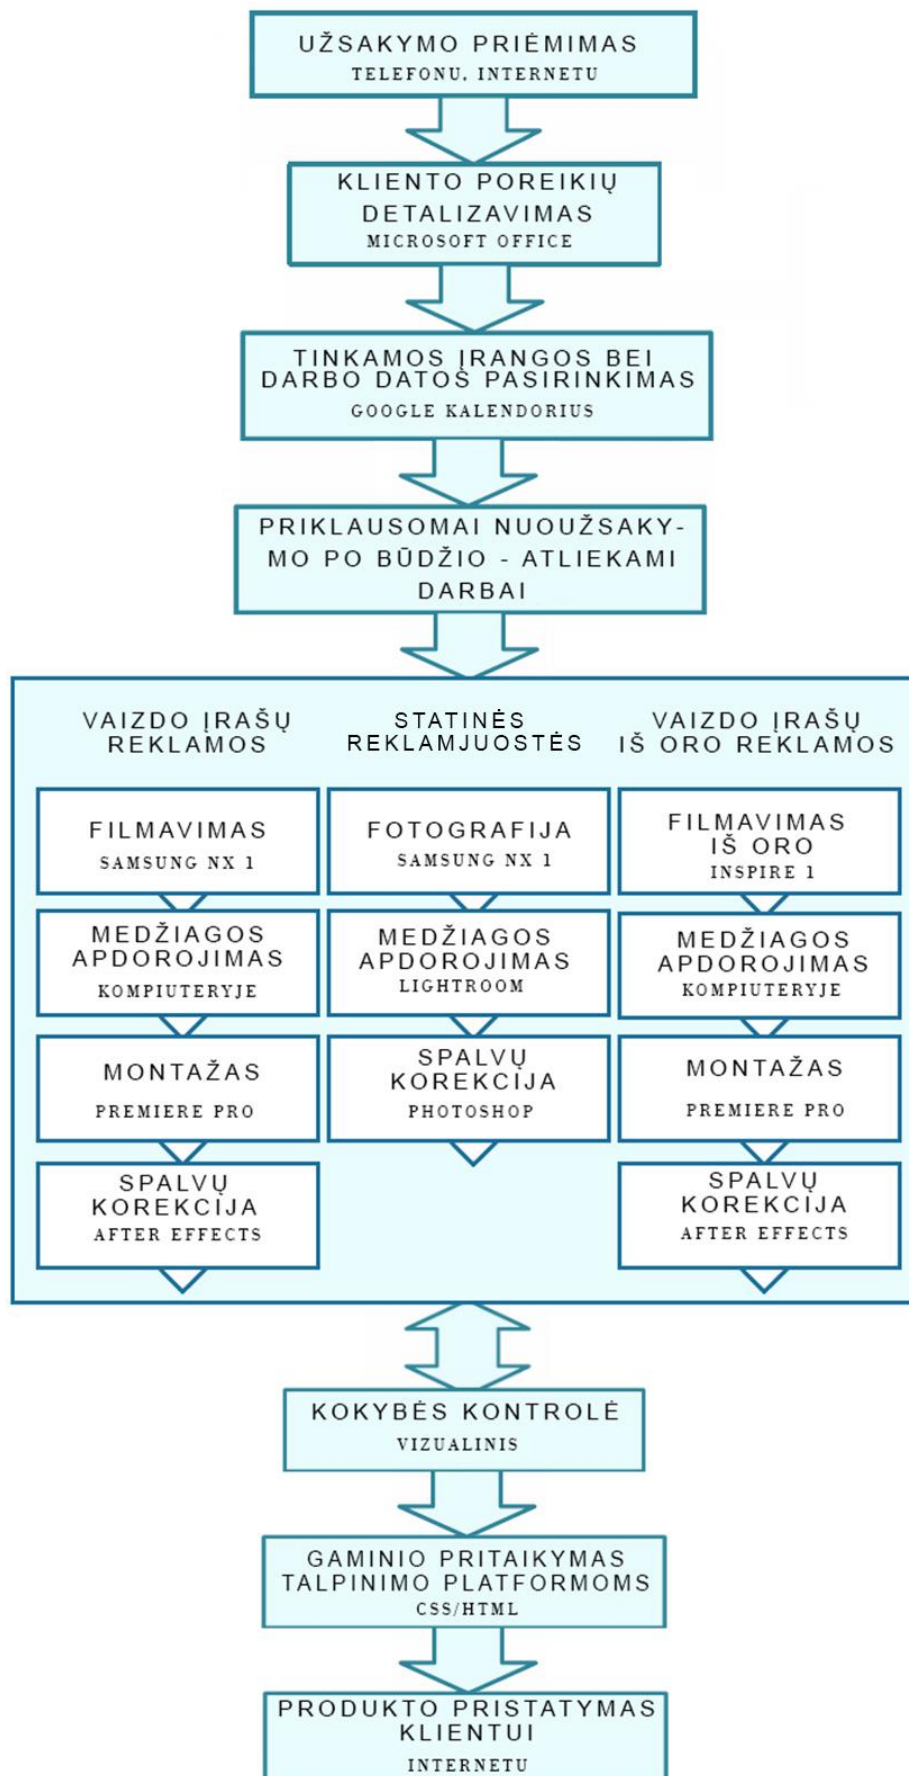 UŽSAKYMO PRIĖMIMAS
TELEFONU, INTERNETU
KLIENTO POREIKIŲ
DETALIZAVIMAS
MICROSOFT OFFICE
TINKAMOS ĮRANGOS BEI
DARBO DATOS PASIRINKIMAS
GOOGLE KALENDORIUS
PRIKLAUSOMAI NUOUŽSAKY-
MO PO BŪDŽIO - ATLIEKAMI
DARBAI
VAIZDO ĮRAŠŲ
REKLAMOS
FILMAVIMAS
SAMSUNG NX 1
MEDŽIAGOS
APDOROJIMAS
KOMPIUTERYJE
MONTAŽAS
PREMIERE PRO
SPALVŲ
KOREKCIJA
AFTER EFFECTS
STATINĖS
REKLAMJUOSTĖS
FOTOGRAFIJA
SAMSUNG NX 1
MEDŽIAGOS
APDOROJIMAS
LIGHTROOM
SPALVŲ
KOREKCIJA
PHOTOSHOP
VAIZDO ĮRAŠŲ
IŠ ORO REKLAMOS
FILMAVIMAS
IŠ ORO
INSPIRE 1
MEDŽIAGOS
APDOROJIMAS
KOMPIUTERYJE
MONTAŽAS
PREMIERE PRO
SPALVŲ
KOREKCIJA
AFTER EFFECTS
KOKYBĖS KONTROLĖ
VIZUALINIS
GAMINIO PRITAIKYMAS
TALPINIMO PLATFORMOMS
CSS/HTML
PRODUKTO PRISTATYMAS
KLIENTUI
INTERNETU